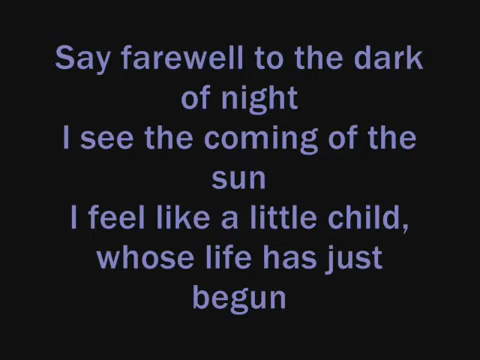 Say farewell to the dark
of night
I see the coming of the
sun
I feel like a little child,
whose life has just
begun